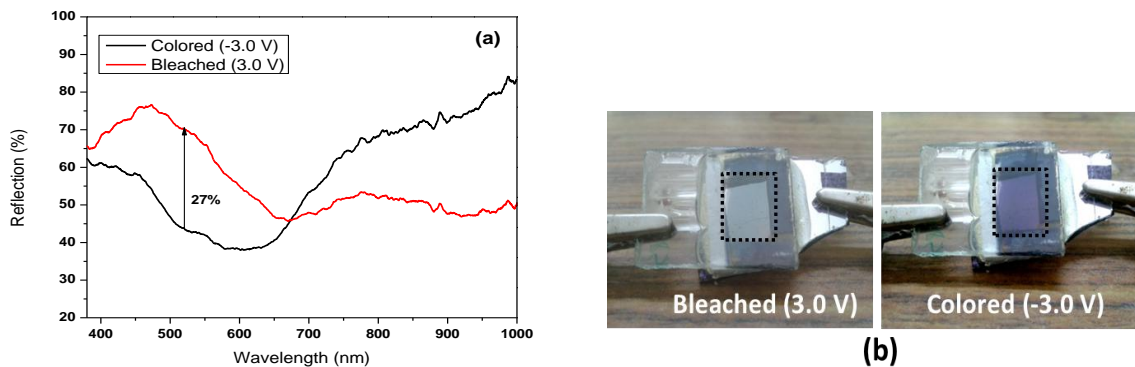 (a)
Colored (-3.0 V)
Bleached (3.0 V)
100
90
80
70
60
50
40
30
20
Reflection (%)
27%
400
500
600
700
800
900
1000
Wavelength (nm)
Bleached (3.0 V)
Colored (-3.0 V)
(b)